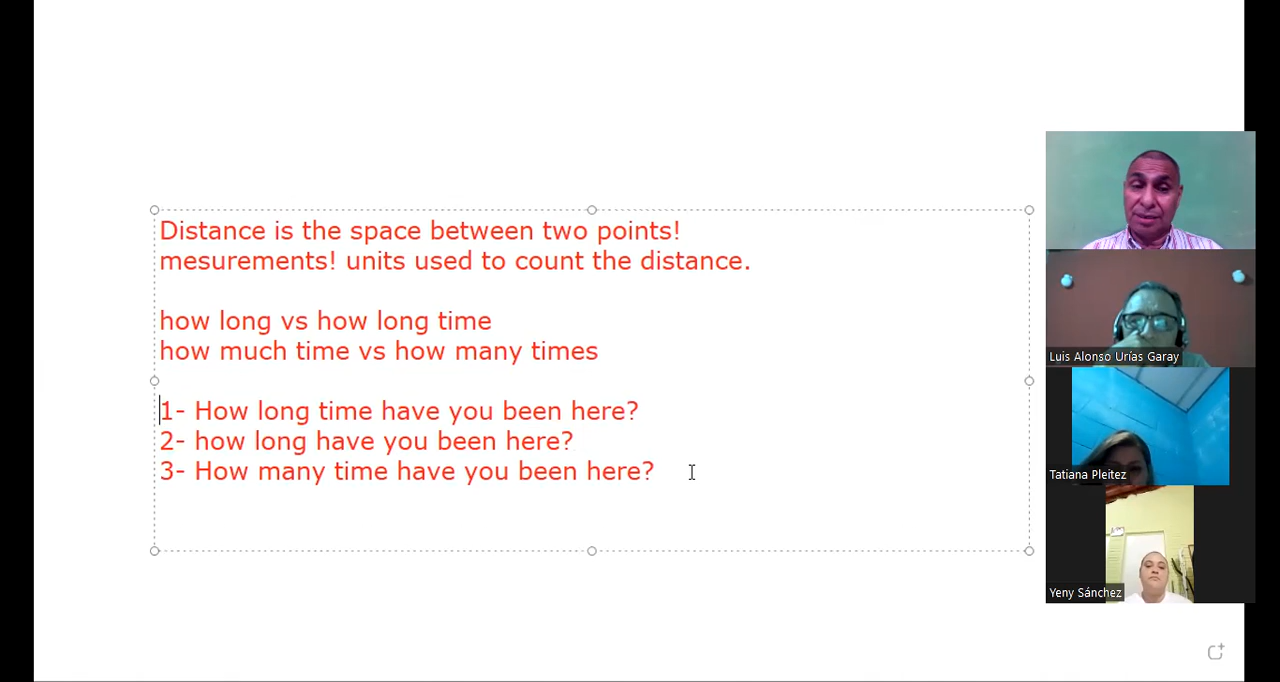 Distance is the space between two points!
mesurements! units used to count the distance.
how long vs how long time
how much time vs how many times
1- How long time have you been here?
2- how long have you been here?
3- How many time have you been here?
Luis Alonso Urías Garay
Tatiana Pleitez
Yeny Sánchez